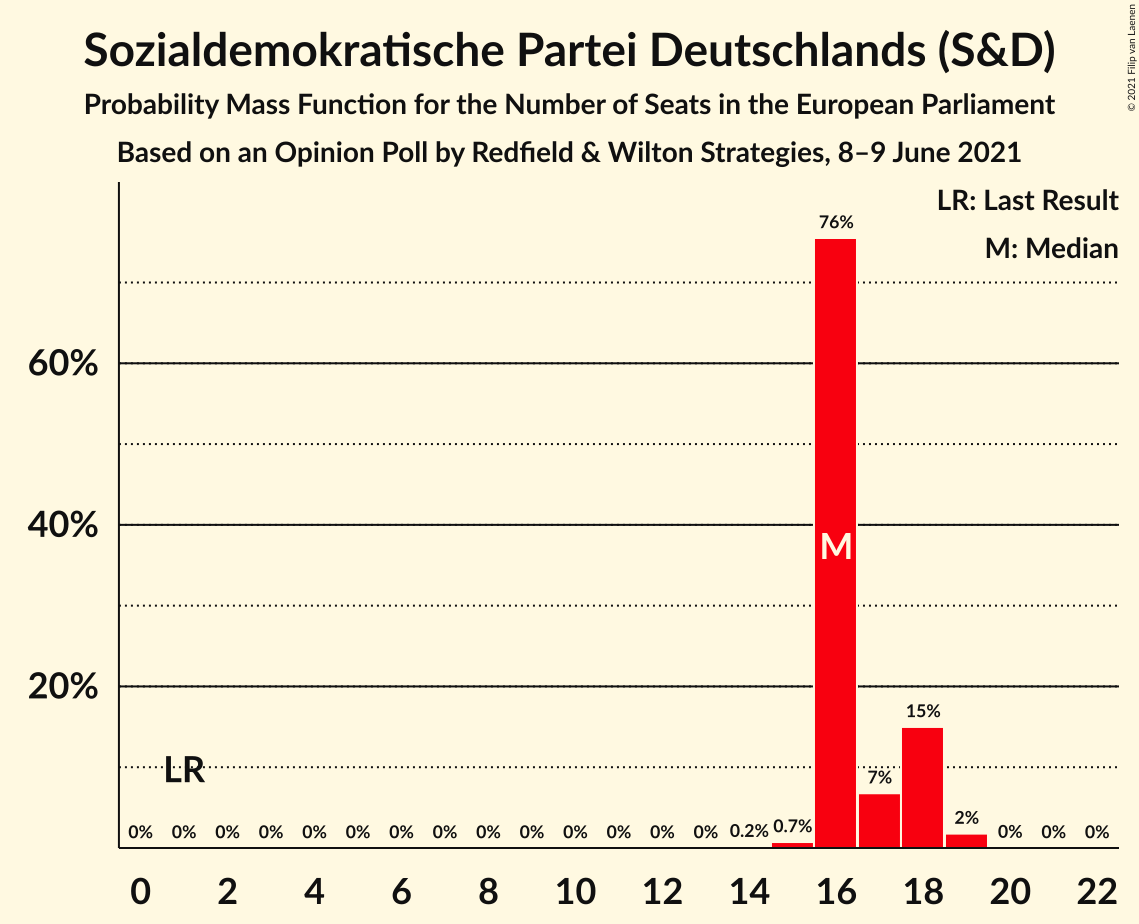 Sozialdemokratische Partei Deutschlands (S&D)
Probability Mass Function for the Number of Seats in the European Parliament
Based on an Opinion Poll by Redfield & Wilton Strategies, 8–9 June 2021
© 2021 Filip van Laenen
LR: Last Result
M: Median
76%
60%
40%
M
20%
15%
LR
7%
0% 0% 0% 0% 0% 0% 0% 0% 0% 0% 0% 0% 0% 0% 0.2% 0.7% 2% 0% 0% 0%
0 2 4 6 8 10 12 14 16 18 20 22